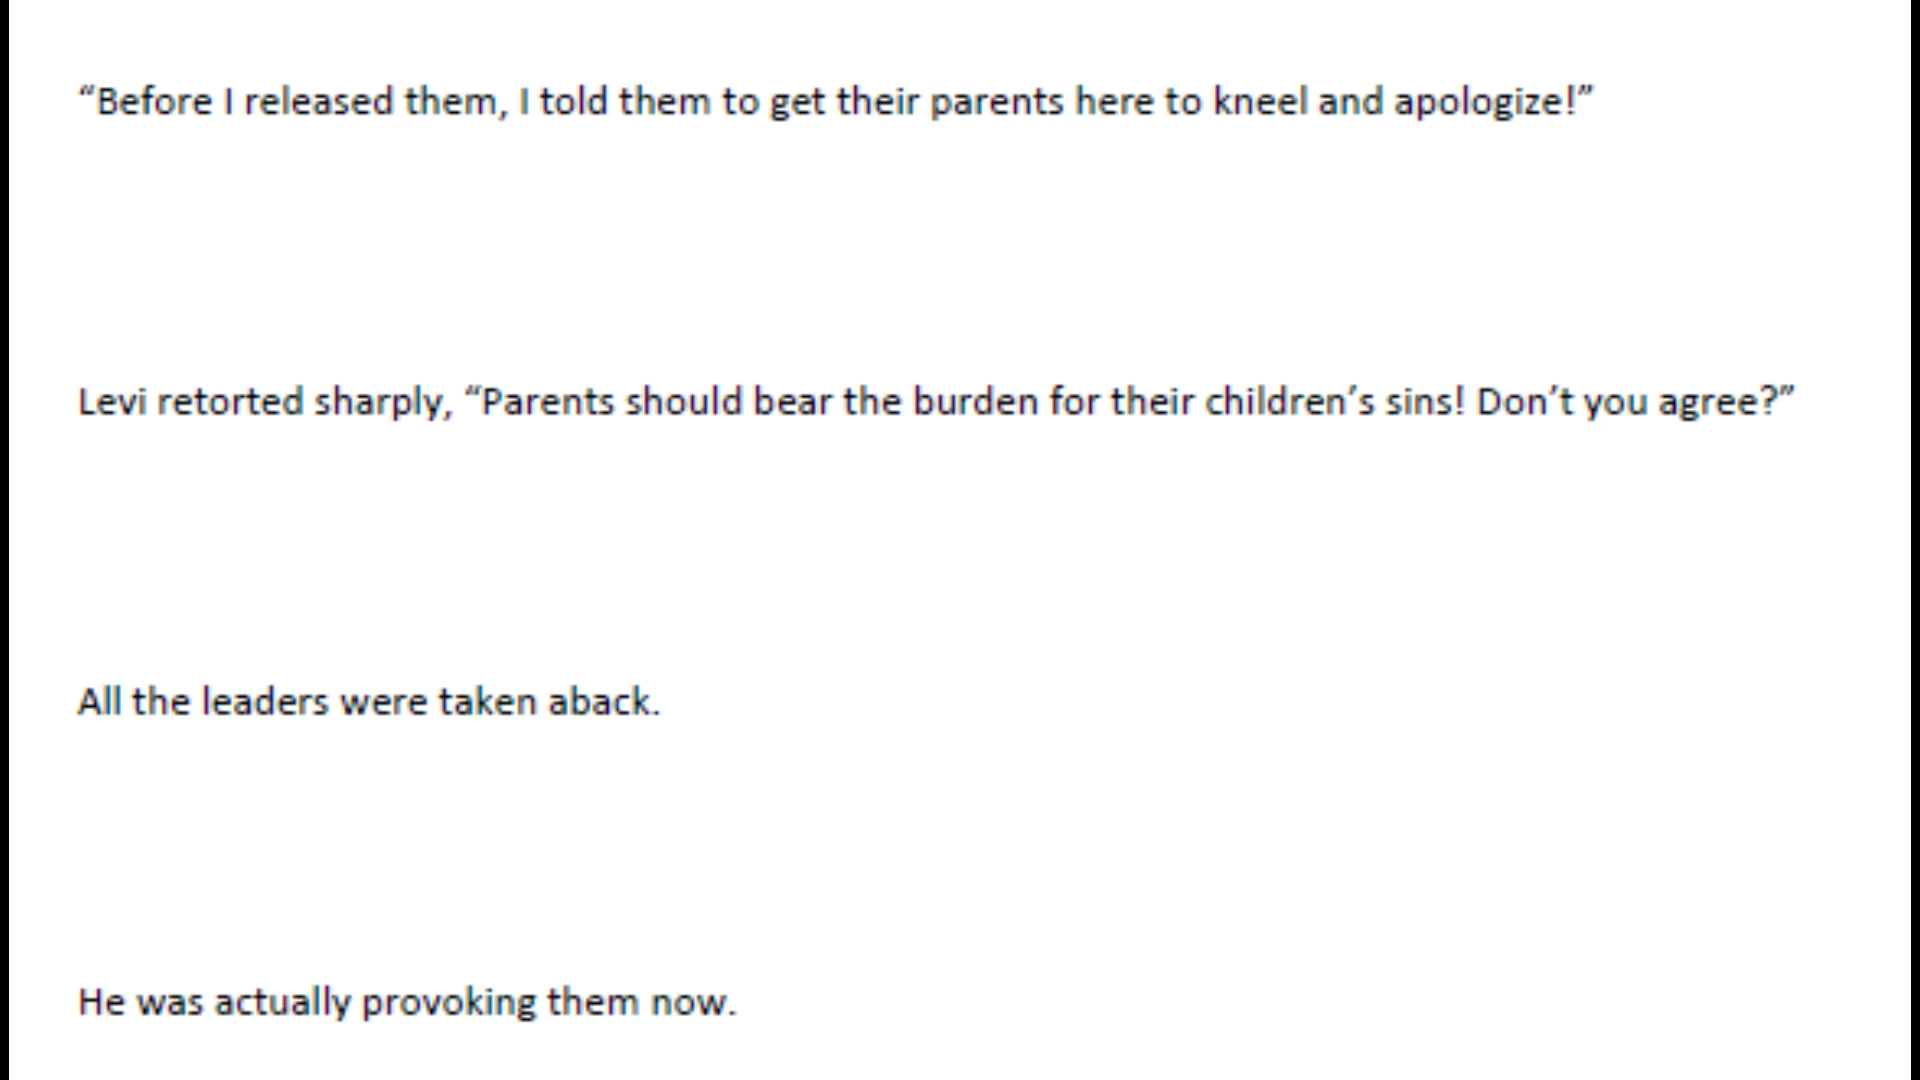 “Before I released them, I told them to get their parents here to kneel and apologize!”
Levi retorted sharply, “Parents should bear the burden for their children’s sins! Don’t you agree?”
All the leaders were taken aback.
He was actually provoking them now.